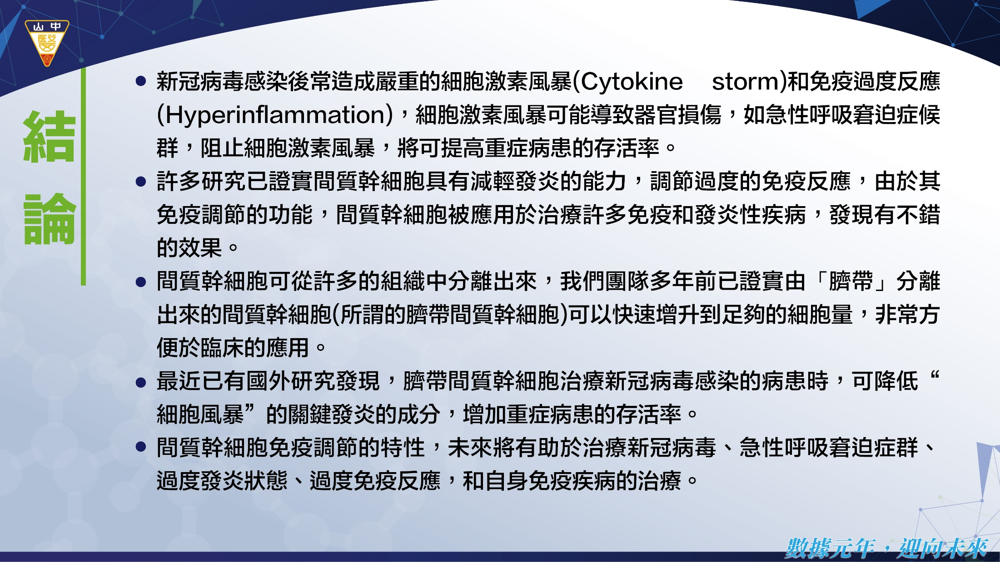 山中
醫
結論
新冠病毒感染後常造成嚴重的細胞激素風暴(Cytokine storm)和免疫過度反應
(Hyperinflammation)，細胞激素風暴可能導致器官損傷，如急性呼吸窘迫症候
群，阻止細胞激素風暴，將可提高重症病患的存活率。
許多研究已證實間質幹細胞具有減輕發炎的能力，調節過度的免疫反應，由於其
免疫調節的功能，間質幹細胞被應用於治療許多免疫和發炎性疾病，發現有不錯
的效果。
間質幹細胞可從許多的組織中分離出來，我們團隊多年前已證實由「臍帶」分離
出來的間質幹細胞(所謂的臍帶間質幹細胞)可以快速增升到足夠的細胞量，非常方
便於臨床的應用。
最近已有國外研究發現，臍帶間質幹細胞治療新冠病毒感染的病患時，可降低“
細胞風暴”的關鍵發炎的成分，增加重症病患的存活率。
間質幹細胞免疫調節的特性，未來將有助於治療新冠病毒、急性呼吸窘迫症群、
過度發炎狀態、過度免疫反應，和自身免疫疾病的治療。
數據元年，迎向未來